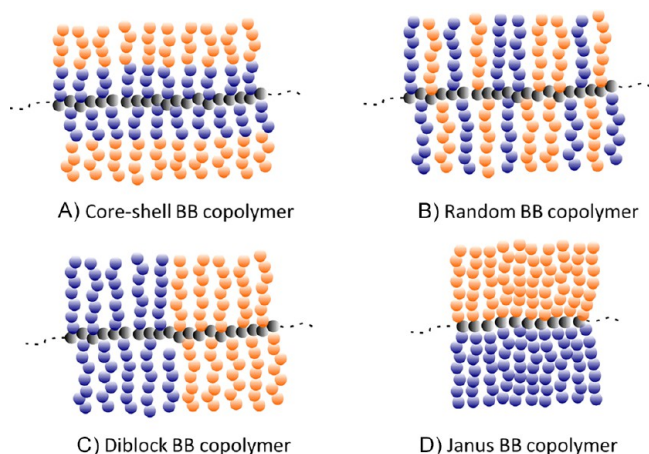 A) Core-shell BB copolymer
B) Random BB copolymer
C) Diblock BB copolymer
D) Janus BB copolymer